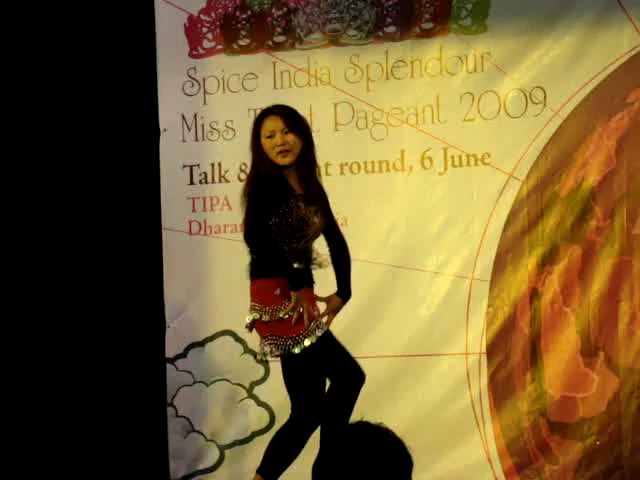 Spice India Splendour
Miss Pageant 2009
Talk & round, 6 June
TIPA